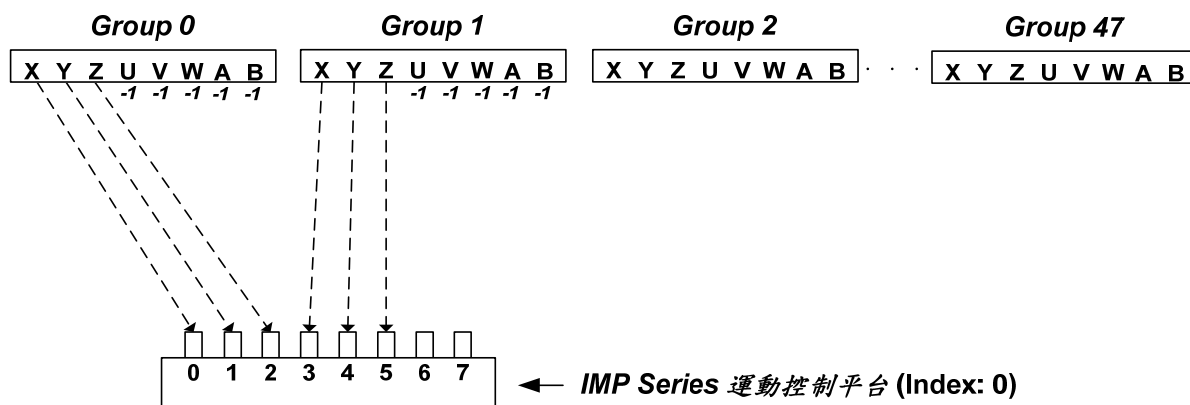 Group 0 Group 1 Group 2 Group 47
X Y Z U V W A B X Y Z U V W A B X Y Z U V W A B · · · X Y Z U V W A B
-1 -1 -1 -1 -1 -1 -1 -1 -1 -1
0 1 2 3 4 5 6 7
IMP Series 運動控制平台 (Index: 0)